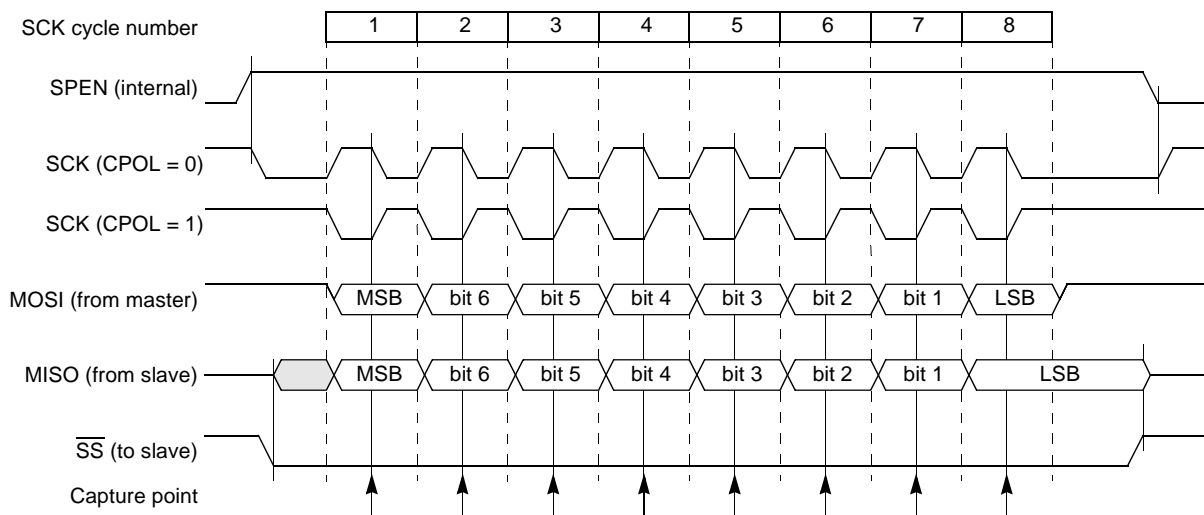 SCK cycle number 1 2 3 4 5 6 7 8
SPEN (internal)
SCK (CPOL = 0)
SCK (CPOL = 1)
MOSI (from master) MSB bit 6 bit 5 bit 4 bit 3 bit 2 bit 1 LSB
MISO (from slave) MSB bit 6 bit 5 bit 4 bit 3 bit 2 bit 1 LSB
S̅S̅ (to slave)
Capture point